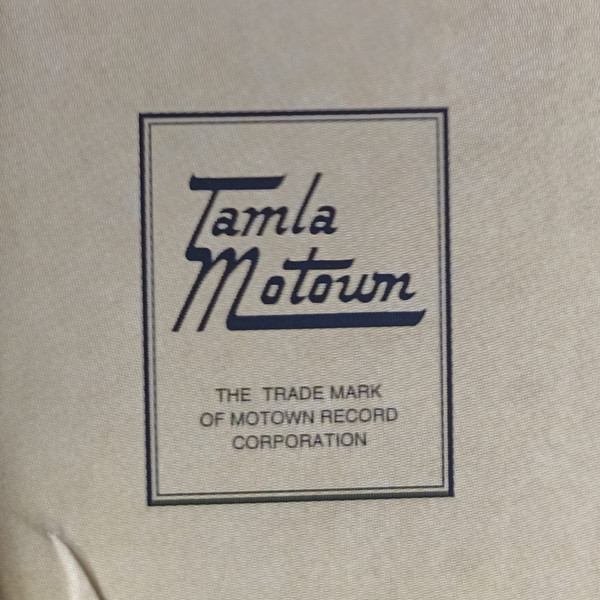 Tamla
Motown
THE TRADE MARK
OF MOTOWN RECORD
CORPORATION